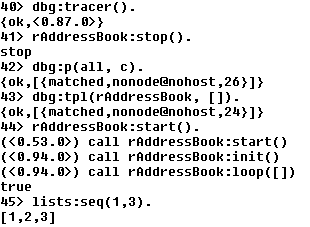 40> dbg:tracer().
{ok,<0.87.0>}
41> rAddressBook:stop().
stop
42> dbg:p(all, c).
{ok,[{matched,nonode@nohost,26}]}
43> dbg:tpl(rAddressBook, []).
{ok,[{matched,nonode@nohost,24}]}
44> rAddressBook:start().
(<0.53.0>) call rAddressBook:start()
(<0.94.0>) call rAddressBook:init()
(<0.94.0>) call rAddressBook:loop([])
true
45> lists:seq(1,3).
[1,2,3]